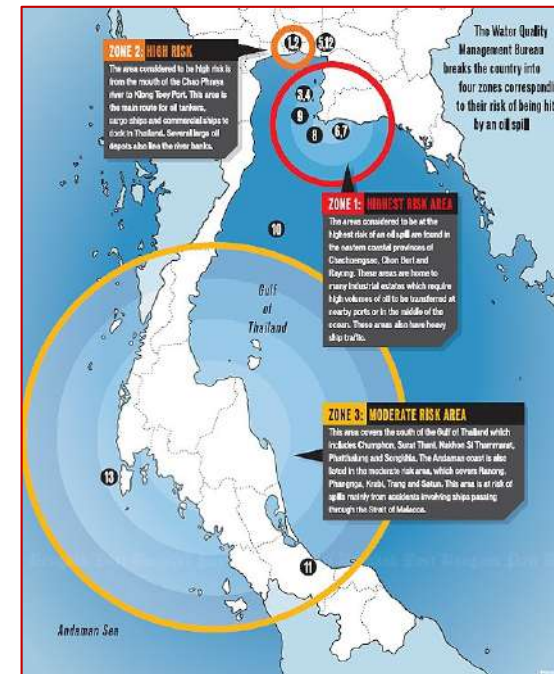 The Water Quality
Management Bureau
breaks the country into
four zones correspondi
to their risk of being hit
by an oil spill
ZONE 2: HIGH RISK
The area considered to be high risk is
from the mouth of the Chao Phraya
river to Klong Toey Port. This area is
the main route for oil tankers,
cargo ships and commercial ships to
dock in Thailand. Several large oil
depots also line the river banks.
1,2
5,12
3,4
9
8
6,7
ZONE 1: HIGHEST RISK AREA
The areas considered to be at the
highest risk of an oil spill are found in
the eastern coastal provinces of
Chachoengsao, Chon Buri and
Rayong. These areas are home to
many industrial estates which require
high volumes of oil to be transferred at
nearby ports or in the middle of the
ocean. These areas also have heavy
ship traffic.
10
Gulf
of
Thailand
ZONE 3: MODERATE RISK AREA
This area covers the south of the Gulf of Thailand which
includes Chumphon, Surat Thani, Nakhon Si Thammarat,
Phatthalung and Songkhla. The Andaman coast is also
listed in the moderate risk area, which covers Ranong,
Phangnga, Krabi, Trang and Satun. This area is at risk of
spills mainly from accidents involving ships passing
through the Strait of Malacca.
13
11
Andaman Sea